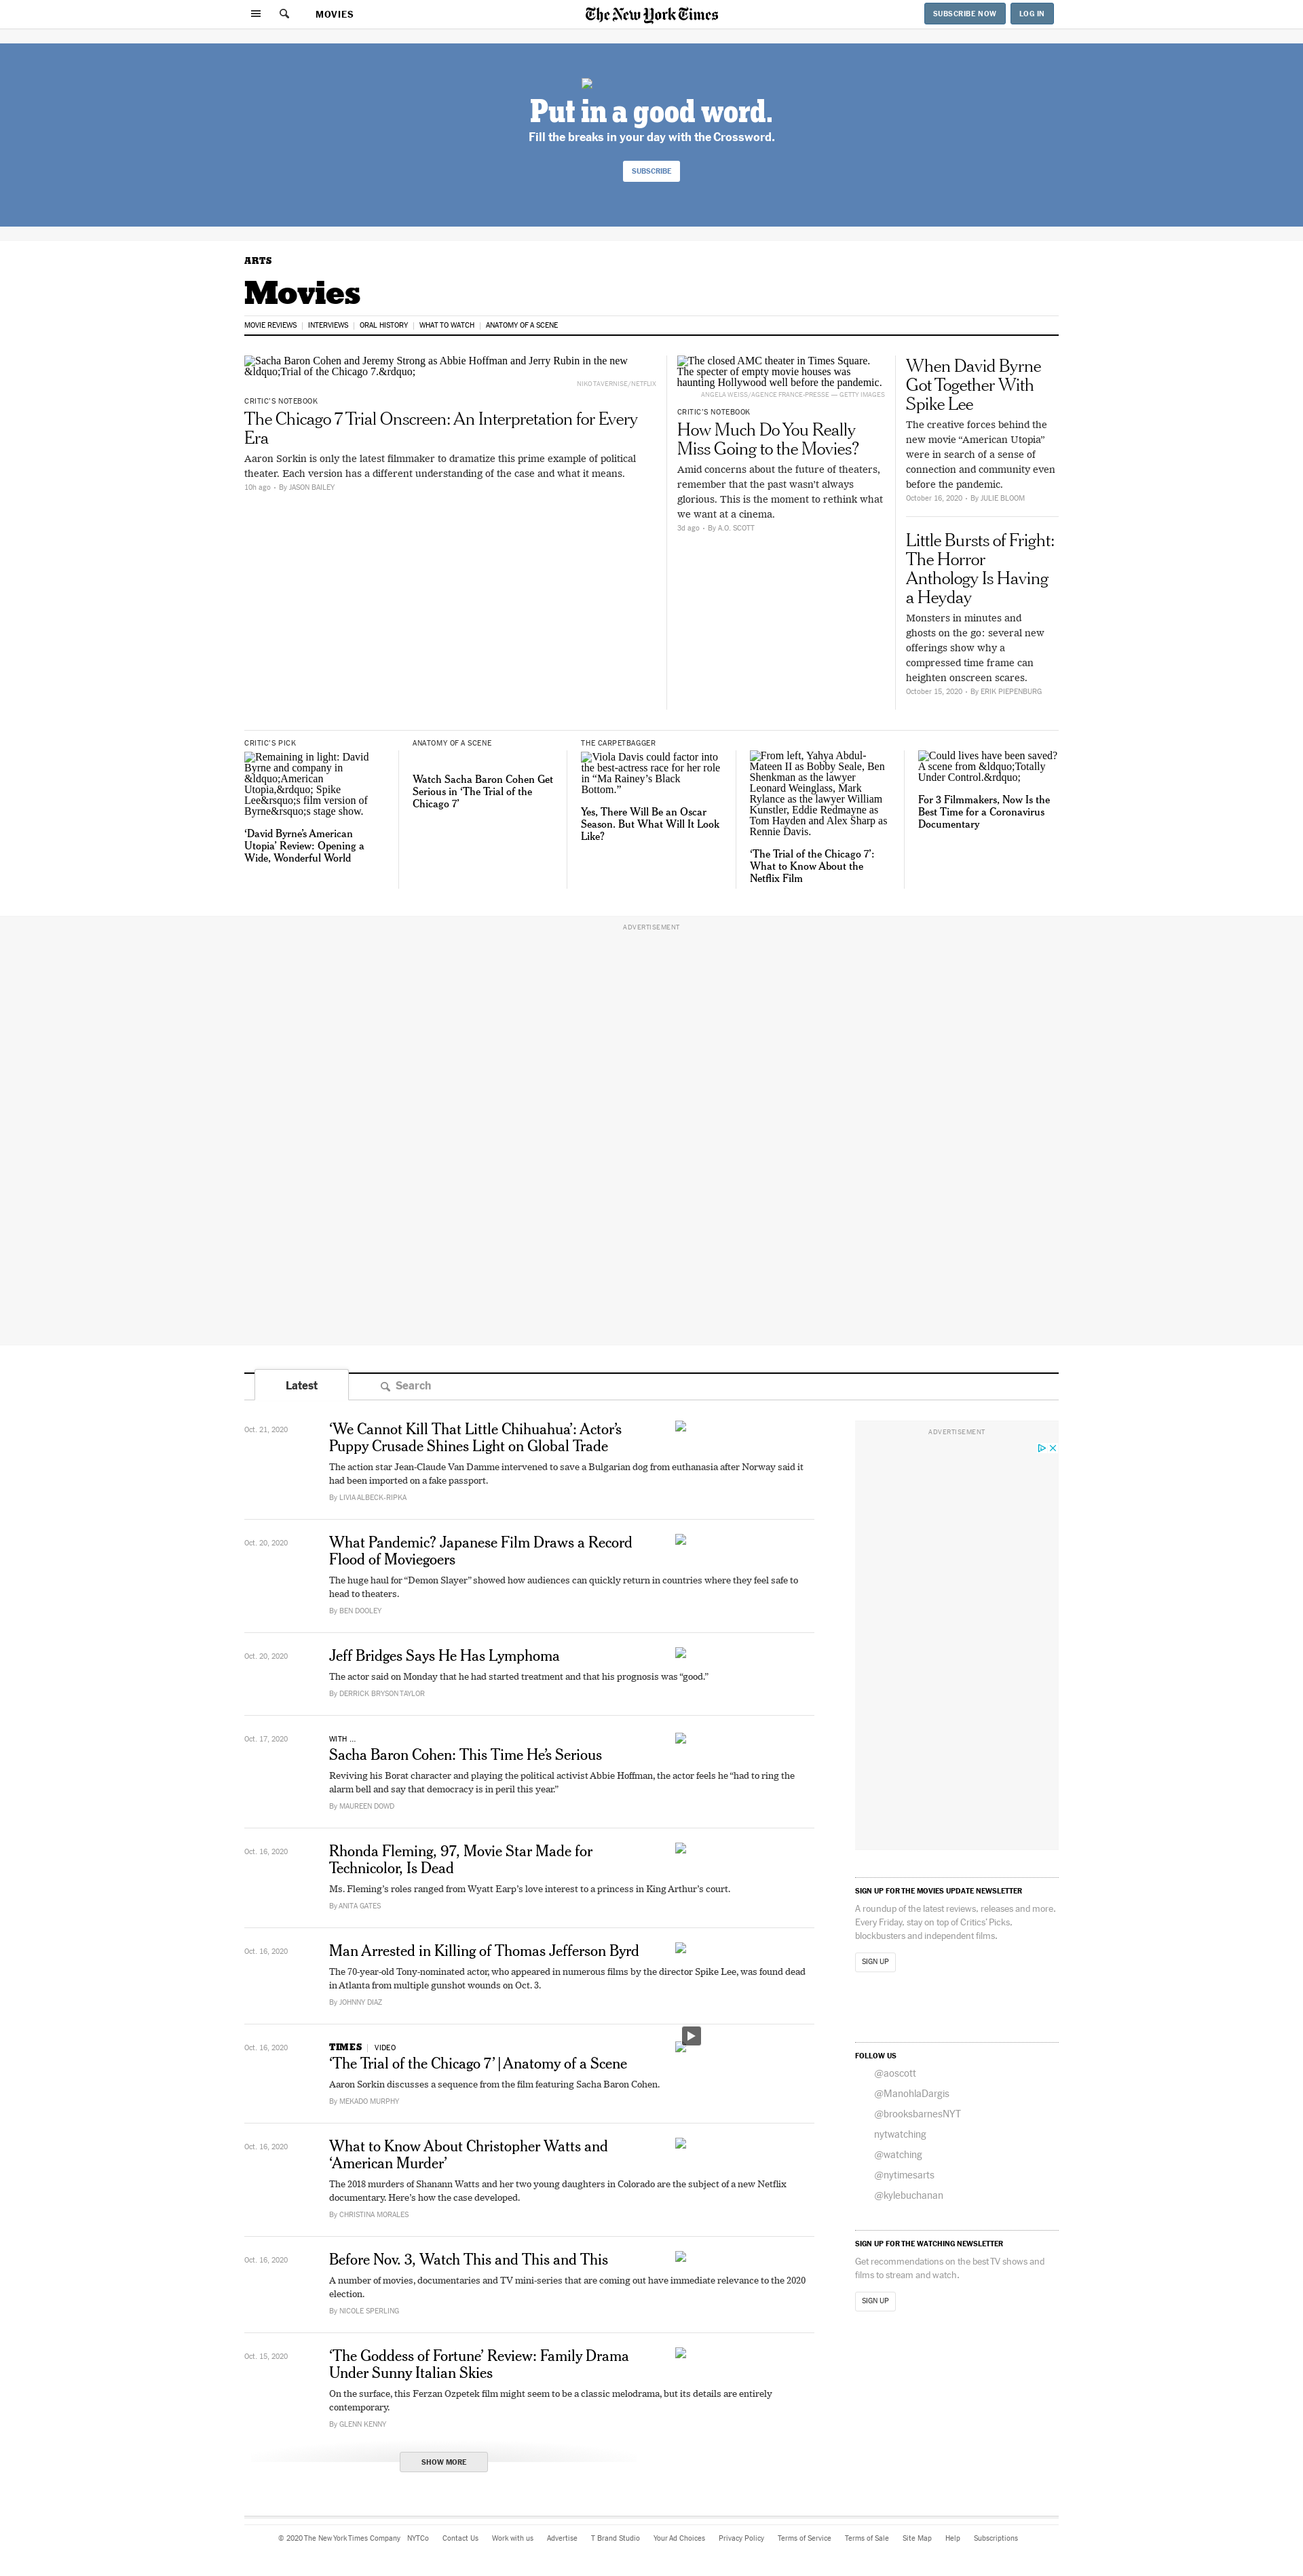 MOVIES
The New York Times
SUBSCRIBE NOW
LOG IN
Put in a good word.
Fill the breaks in your day with the Crossword.
SUBSCRIBE
ARTS
Movies
MOVIE REVIEWS
INTERVIEWS
ORAL HISTORY
WHAT TO WATCH
ANATOMY OF A SCENE
Sacha Baron Cohen and Jeremy Strong as Abbie Hoffman and Jerry Rubin in the new
&ldquo;Trial of the Chicago 7.&rdquo;
NIKO TAVERNISE/NETFLIX
CRITIC'S NOTEBOOK
The Chicago 7 Trial Onscreen: An Interpretation for Every
Era
Aaron Sorkin is only the latest filmmaker to dramatize this prime example of political
theater. Each version has a different understanding of the case and what it means.
10h ago • By JASON BAILEY
The closed AMC theater in Times Square.
The specter of empty movie houses was
haunting Hollywood well before the pandemic.
ANGELA WEISS/AGENCE FRANCE-PRESSE — GETTY IMAGES
CRITIC'S NOTEBOOK
How Much Do You Really
Miss Going to the Movies?
Amid concerns about the future of theaters,
remember that the past wasn't always
glorious. This is the moment to rethink what
we want at a cinema.
3d ago • By A.O. SCOTT
When David Byrne
Got Together With
Spike Lee
The creative forces behind the
new movie “American Utopia”
were in search of a sense of
connection and community even
before the pandemic.
October 16, 2020 • By JULIE BLOOM
Little Bursts of Fright:
The Horror
Anthology Is Having
a Heyday
Monsters in minutes and
ghosts on the go: several new
offerings show why a
compressed time frame can
heighten onscreen scares.
October 15, 2020 • By ERIK PIEPENBURG
CRITIC'S PICK
Remaining in light: David
Byrne and company in
&ldquo;American
Utopia,&rdquo; Spike
Lee&rsquo;s film version of
Byrne&rsquo;s stage show.
‘David Byrne’s American
Utopia’ Review: Opening a
Wide, Wonderful World
ANATOMY OF A SCENE
Watch Sacha Baron Cohen Get
Serious in ‘The Trial of the
Chicago 7’
THE CARPETBAGGER
Viola Davis could factor into
the best-actress race for her role
in “Ma Rainey’s Black
Bottom.”
Yes, There Will Be an Oscar
Season. But What Will It Look
Like?
From left, Yahya Abdul-
Mateen II as Bobby Seale, Ben
Shenkman as the lawyer
Leonard Weinglass, Mark
Rylance as the lawyer William
Kunstler, Eddie Redmayne as
Tom Hayden and Alex Sharp as
Rennie Davis.
‘The Trial of the Chicago 7’:
What to Know About the
Netflix Film
Could lives have been saved?
A scene from &ldquo;Totally
Under Control.&rdquo;
For 3 Filmmakers, Now Is the
Best Time for a Coronavirus
Documentary
ADVERTISEMENT
Latest
Search
Oct. 21, 2020
‘We Cannot Kill That Little Chihuahua’: Actor’s
Puppy Crusade Shines Light on Global Trade
The action star Jean-Claude Van Damme intervened to save a Bulgarian dog from euthanasia after Norway said it
had been imported on a fake passport.
By LIVIA ALBECK-RIPKA
Oct. 20, 2020
What Pandemic? Japanese Film Draws a Record
Flood of Moviegoers
The huge haul for “Demon Slayer” showed how audiences can quickly return in countries where they feel safe to
head to theaters.
By BEN DOOLEY
Oct. 20, 2020
Jeff Bridges Says He Has Lymphoma
The actor said on Monday that he had started treatment and that his prognosis was “good.”
By DERRICK BRYSON TAYLOR
Oct. 17, 2020
WITH ...
Sacha Baron Cohen: This Time He’s Serious
Reviving his Borat character and playing the political activist Abbie Hoffman, the actor feels he “had to ring the
alarm bell and say that democracy is in peril this year.”
By MAUREEN DOWD
Oct. 16, 2020
Rhonda Fleming, 97, Movie Star Made for
Technicolor, Is Dead
Ms. Fleming’s roles ranged from Wyatt Earp’s love interest to a princess in King Arthur’s court.
By ANITA GATES
Oct. 16, 2020
Man Arrested in Killing of Thomas Jefferson Byrd
The 70-year-old Tony-nominated actor, who appeared in numerous films by the director Spike Lee, was found dead
in Atlanta from multiple gunshot wounds on Oct. 3.
By JOHNNY DIAZ
Oct. 16, 2020
TIMES | VIDEO
‘The Trial of the Chicago 7’ | Anatomy of a Scene
Aaron Sorkin discusses a sequence from the film featuring Sacha Baron Cohen.
By MEKADO MURPHY
Oct. 16, 2020
What to Know About Christopher Watts and
‘American Murder’
The 2018 murders of Shanann Watts and her two young daughters in Colorado are the subject of a new Netflix
documentary. Here’s how the case developed.
By CHRISTINA MORALES
Oct. 16, 2020
Before Nov. 3, Watch This and This and This
A number of movies, documentaries and TV mini-series that are coming out have immediate relevance to the 2020
election.
By NICOLE SPERLING
Oct. 15, 2020
‘The Goddess of Fortune’ Review: Family Drama
Under Sunny Italian Skies
On the surface, this Ferzan Ozpetek film might seem to be a classic melodrama, but its details are entirely
contemporary.
By GLENN KENNY
SHOW MORE
ADVERTISEMENT
SIGN UP FOR THE MOVIES UPDATE NEWSLETTER
A roundup of the latest reviews, releases and more.
Every Friday, stay on top of Critics’ Picks,
blockbusters and independent films.
SIGN UP
FOLLOW US
@aoscott
@ManohlaDargis
@brooksbarnesNYT
nytwatching
@watching
@nytimesarts
@kylebuchanan
SIGN UP FOR THE WATCHING NEWSLETTER
Get recommendations on the best TV shows and
films to stream and watch.
SIGN UP
© 2020 The New York Times Company
NYTCo
Contact Us
Work with us
Advertise
T Brand Studio
Your Ad Choices
Privacy Policy
Terms of Service
Terms of Sale
Site Map
Help
Subscriptions